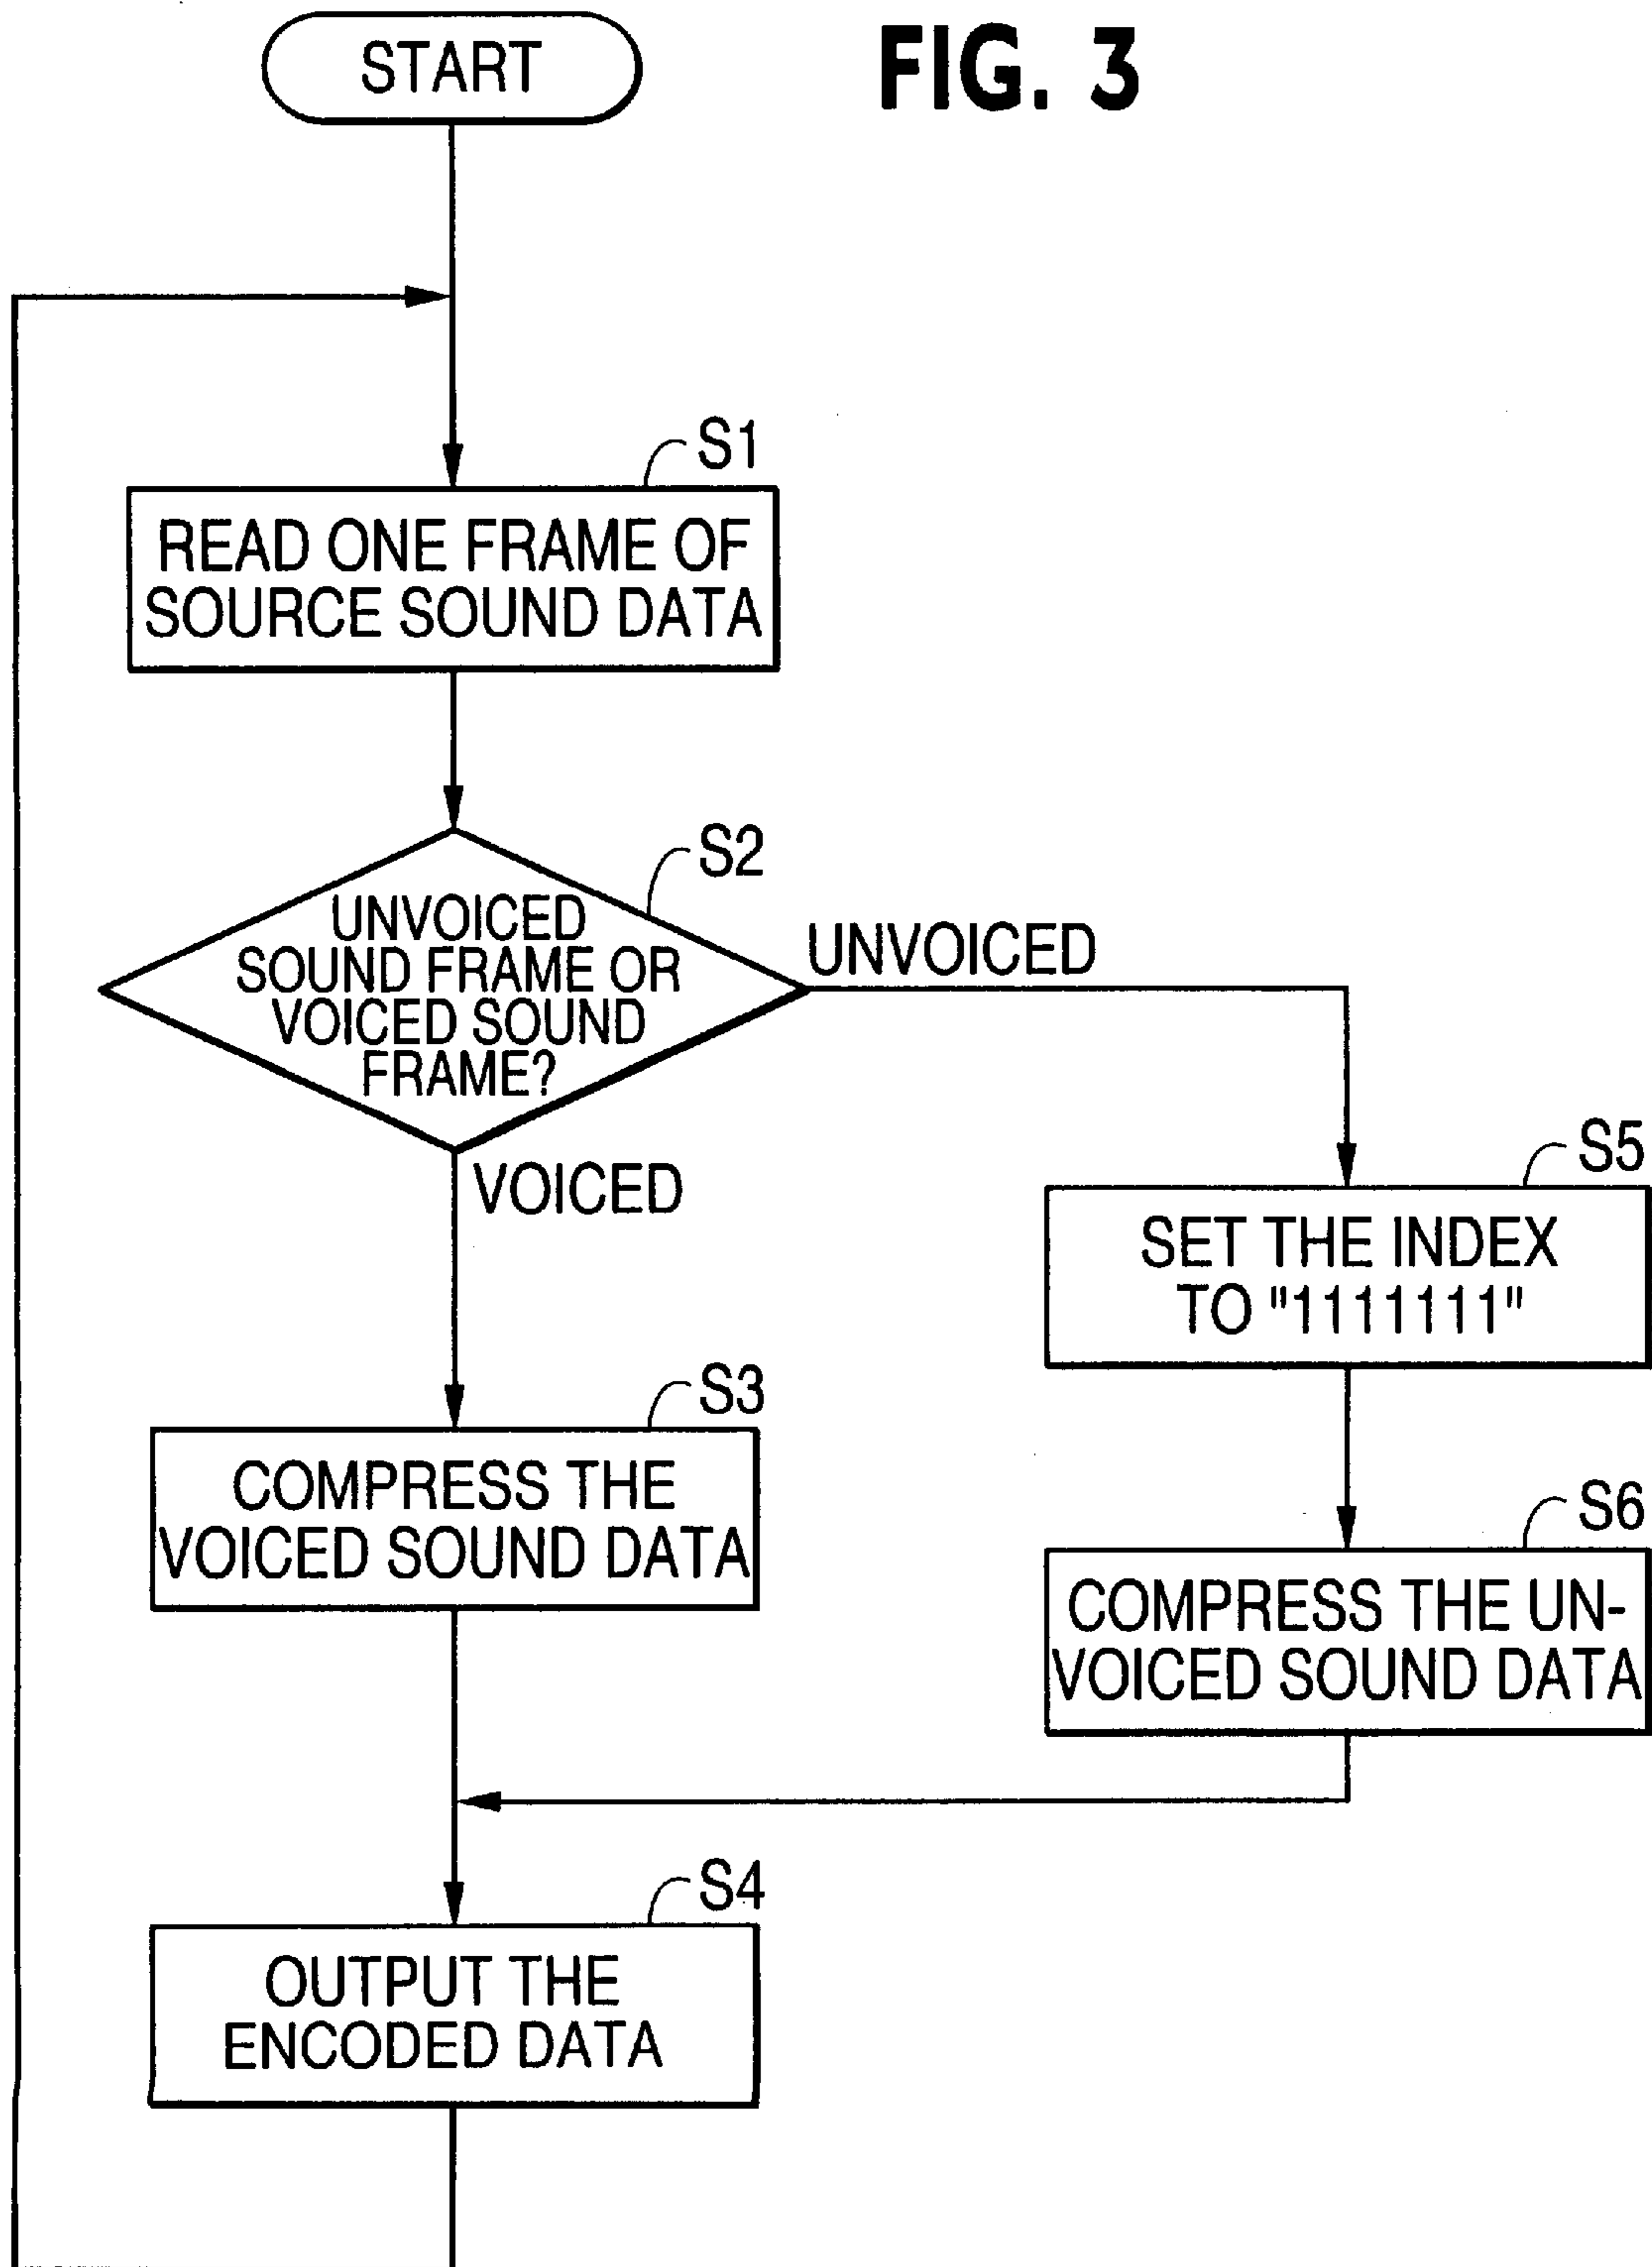 START
FIG. 3
S1
READ ONE FRAME OF
SOURCE SOUND DATA
S2
UNVOICED
SOUND FRAME OR
VOICED SOUND
FRAME?
UNVOICED
VOICED
S5
SET THE INDEX
TO "1111111"
S3
COMPRESS THE
VOICED SOUND DATA
S6
COMPRESS THE UN-
VOICED SOUND DATA
S4
OUTPUT THE
ENCODED DATA